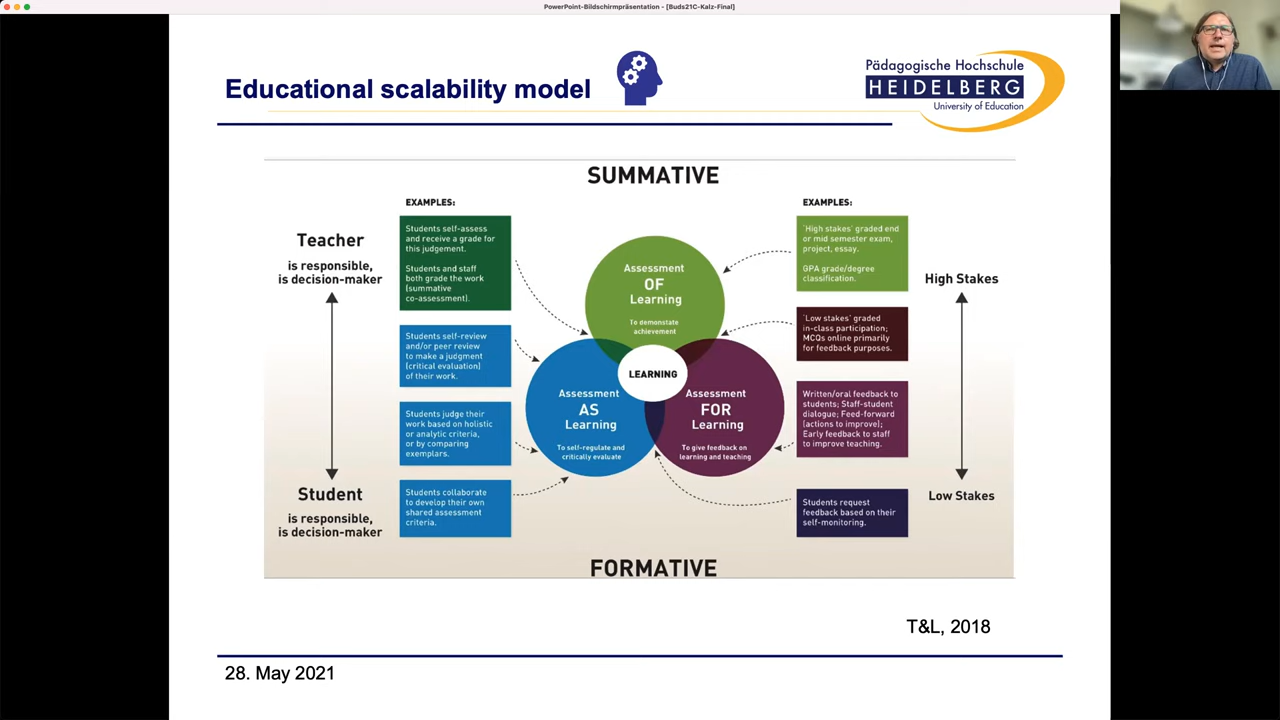 PowerPoint-Bildschirmpräsentation - [Buds21C-Kalz-Final]
Educational scalability model
Pädagogische Hochschule
HEIDELBERG
University of Education
SUMMATIVE
Teacher
is responsible,
is decision-maker
Student
is responsible,
is decision-maker
EXAMPLES:
Students self-assess
and receive a grade for
this judgement.
Students and staff
both grade the work
(summative
co-assessment).
Students self-review
and/or peer review
to make a judgment
(critical evaluation)
of their work.
Students judge their
work based on holistic
or analytic criteria,
or by comparing
exemplars.
Students collaborate
to develop their own
shared assessment
criteria.
Assessment
OF
Learning
To demonstate
achievement
LEARNING
Assessment
AS
Learning
To self-regulate and
critically evaluate
Assessment
FOR
Learning
To give feedback on
learning and teaching
EXAMPLES:
'High stakes' graded end
or mid semester exam,
project, essay.
GPA grade/degree
classification.
'Low stakes' graded
in-class participation;
MCQs online primarily
for feedback purposes.
Written/oral feedback to
students; Staff-student
dialogue; Feed-forward
(actions to improve);
Early feedback to staff
to improve teaching.
Students request
feedback based on their
self-monitoring.
High Stakes
Low Stakes
FORMATIVE
T&L, 2018
28. May 2021